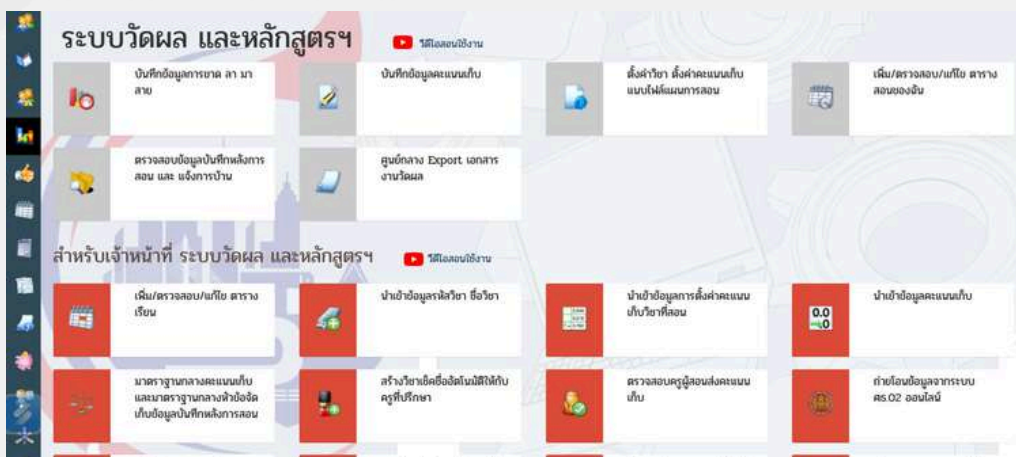 ระบบวัดผล และหลักสูตรฯ
วีดีโอสอนใช้งาน
บันทึกข้อมูลการขาด ลา มา
สาย
บันทึกข้อมูลคะแนนเก็บ
ตั้งค่าวิชา ตั้งค่าคะแนนเก็บ
แนบไฟล์แผนการสอน
เพิ่ม/ตรวจสอบ/แก้ไข ตาราง
สอนของฉัน
ตรวจสอบข้อมูลบันทึกหลังการ
สอน และ แจ้งการบ้าน
ศูนย์กลาง Export เอกสาร
งานวัดผล
สำหรับเจ้าหน้าที่ ระบบวัดผล และหลักสูตรฯ
วีดีโอสอนใช้งาน
เพิ่ม/ตรวจสอบ/แก้ไข ตาราง
เรียน
นำเข้าข้อมูลรหัสวิชา ชื่อวิชา
นำเข้าข้อมูลการตั้งค่าคะแนน
เก็บวิชาที่สอน
0.0
→.0
นำเข้าข้อมูลคะแนนเก็บ
มาตราฐานกลางคะแนนเก็บ
และมาตราฐานกลางหัวข้อจัด
เก็บข้อมูลบันทึกหลังการสอน
สร้างวิชาเช็คชื่ออัตโนมัติให้กับ
ครูที่ปรึกษา
ตรวจสอบครูผู้สอนส่งคะแนน
เก็บ
ถ่ายโอนข้อมูลจากระบบ
ศธ.02 ออนไลน์